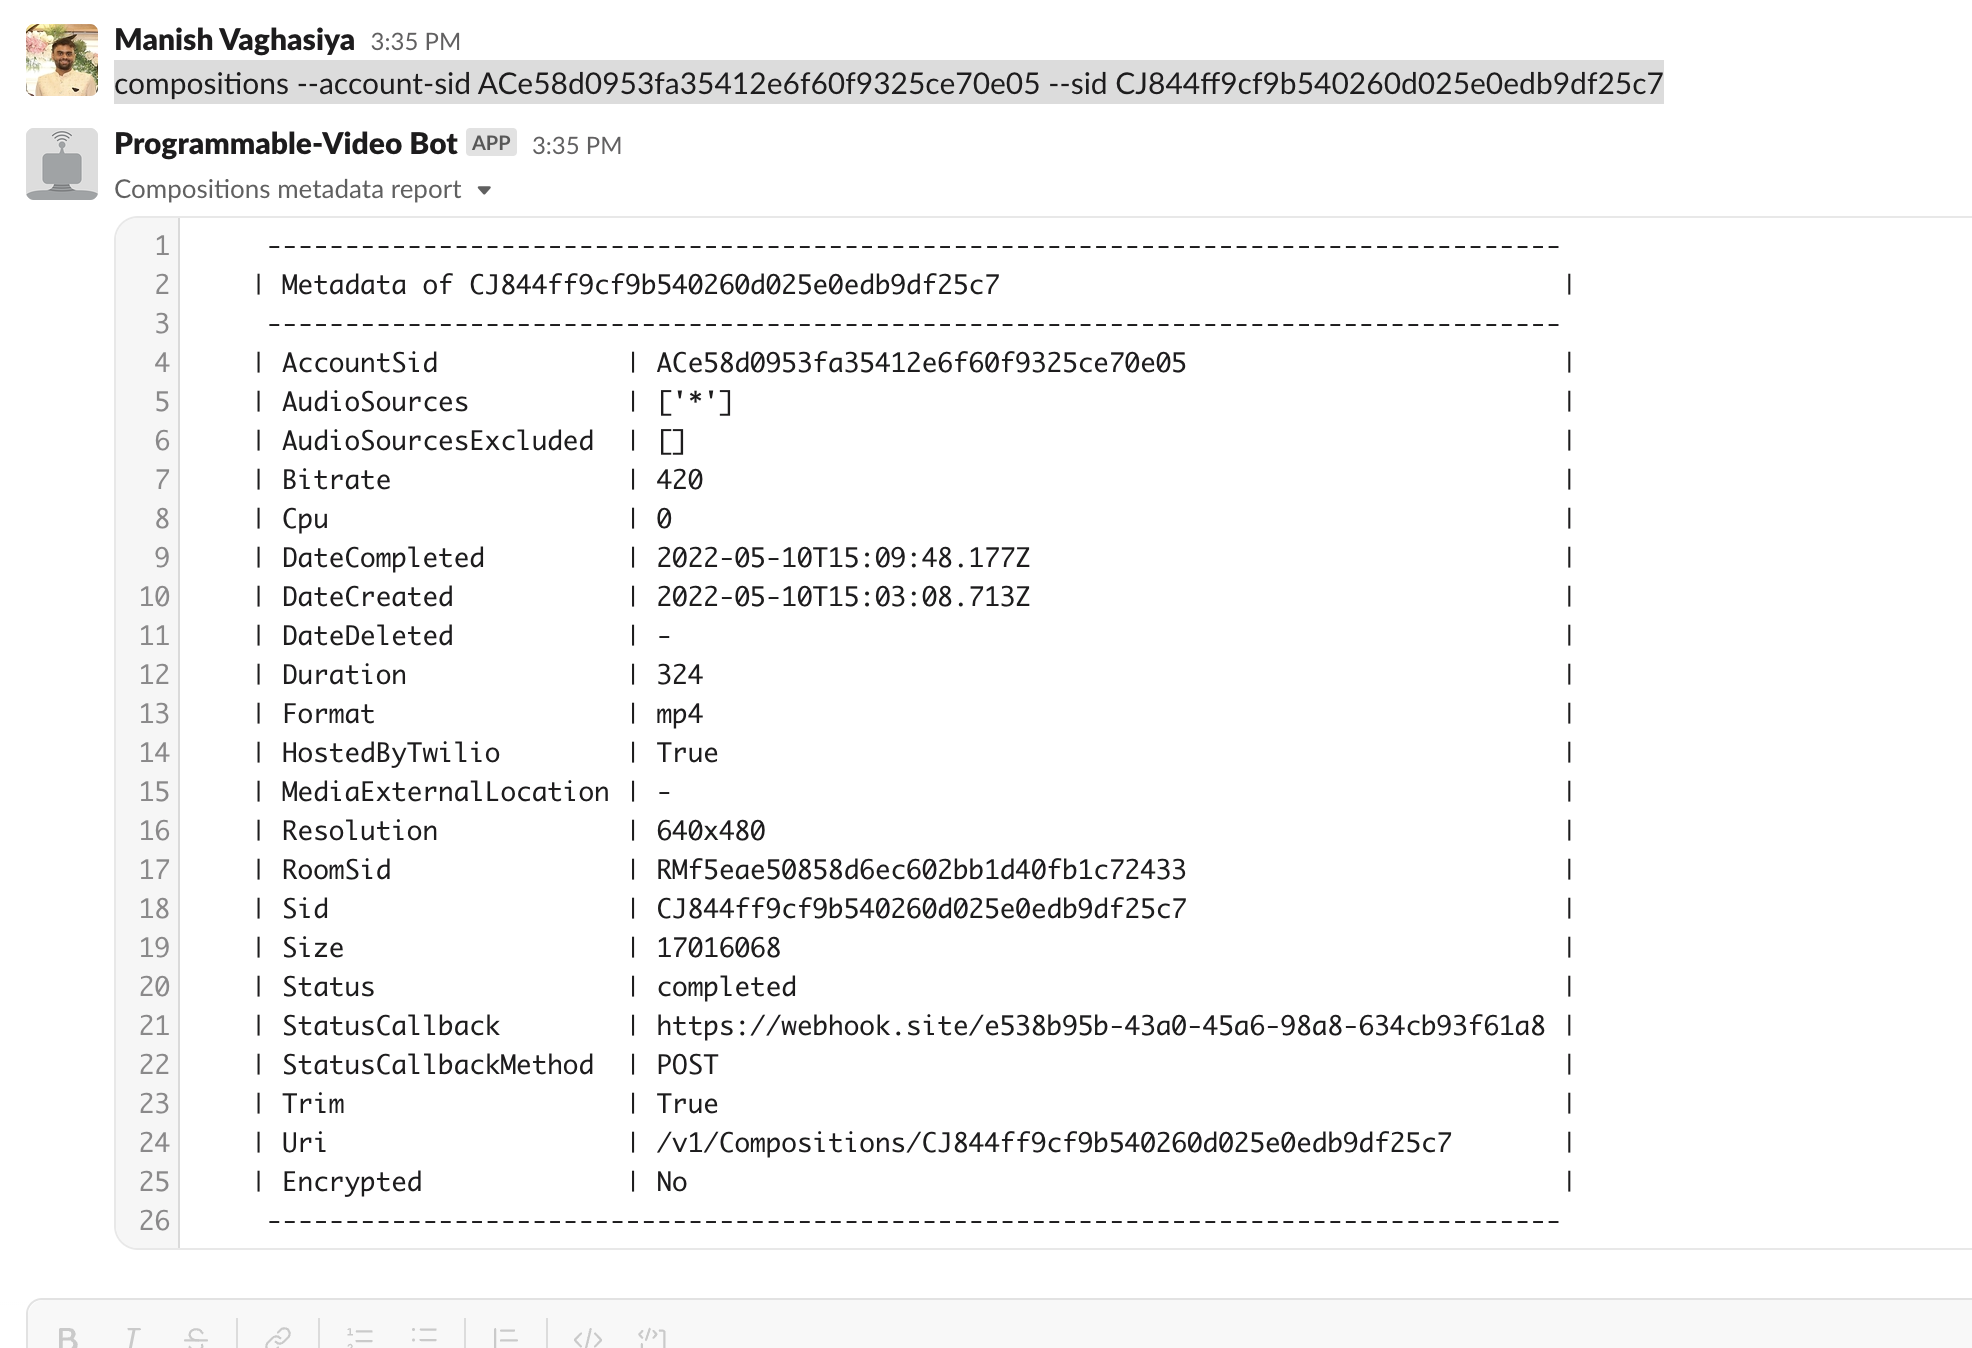 Manish Vaghasiya 3:35 PM
compositions --account-sid ACe58d0953fa35412e6f60f9325ce70e05 --sid CJ844ff9cf9b540260d025e0edb9df25c7
Programmable-Video Bot APP 3:35 PM
Compositions metadata report
1 -----------------------------------------------------------------------------------
2 | Metadata of CJ844ff9cf9b540260d025e0edb9df25c7 |
3 -----------------------------------------------------------------------------------
4 | AccountSid | ACe58d0953fa35412e6f60f9325ce70e05 |
5 | AudioSources | ['*'] |
6 | AudioSourcesExcluded | [] |
7 | Bitrate | 420 |
8 | Cpu | 0 |
9 | DateCompleted | 2022-05-10T15:09:48.177Z |
10 | DateCreated | 2022-05-10T15:03:08.713Z |
11 | DateDeleted | - |
12 | Duration | 324 |
13 | Format | mp4 |
14 | HostedByTwilio | True |
15 | MediaExternalLocation | - |
16 | Resolution | 640x480 |
17 | RoomSid | RMf5eae50858d6ec602bb1d40fb1c72433 |
18 | Sid | CJ844ff9cf9b540260d025e0edb9df25c7 |
19 | Size | 17016068 |
20 | Status | completed |
21 | StatusCallback | https://webhook.site/e538b95b-43a0-45a6-98a8-634cb93f61a8 |
22 | StatusCallbackMethod | POST |
23 | Trim | True |
24 | Uri | /v1/Compositions/CJ844ff9cf9b540260d025e0edb9df25c7 |
25 | Encrypted | No |
26 -----------------------------------------------------------------------------------